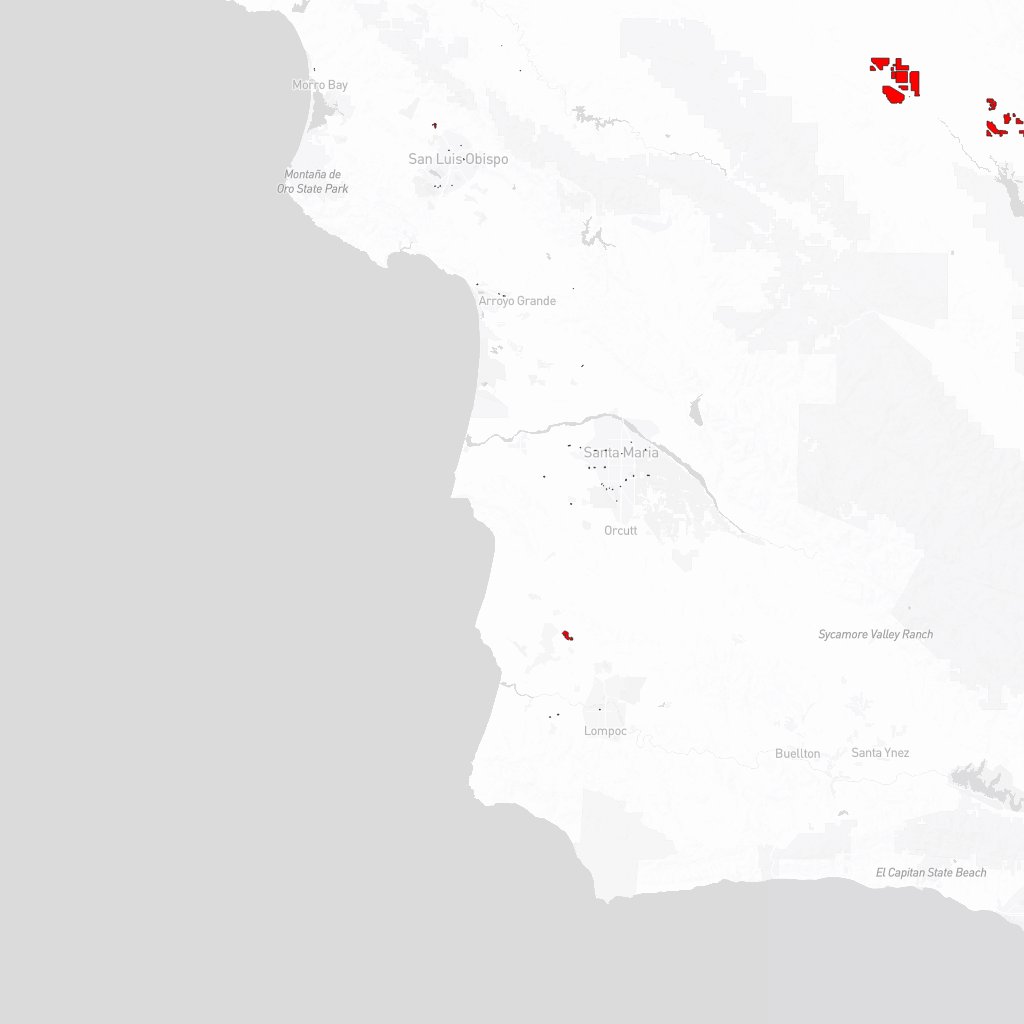 Morro Bay
San Luis Obispo
Montaña de
Oro State Park
Arroyo Grande
Santa Maria
Orcutt
Sycamore Valley Ranch
Lompoc
Buellton
Santa Ynez
El Capitan State Beach